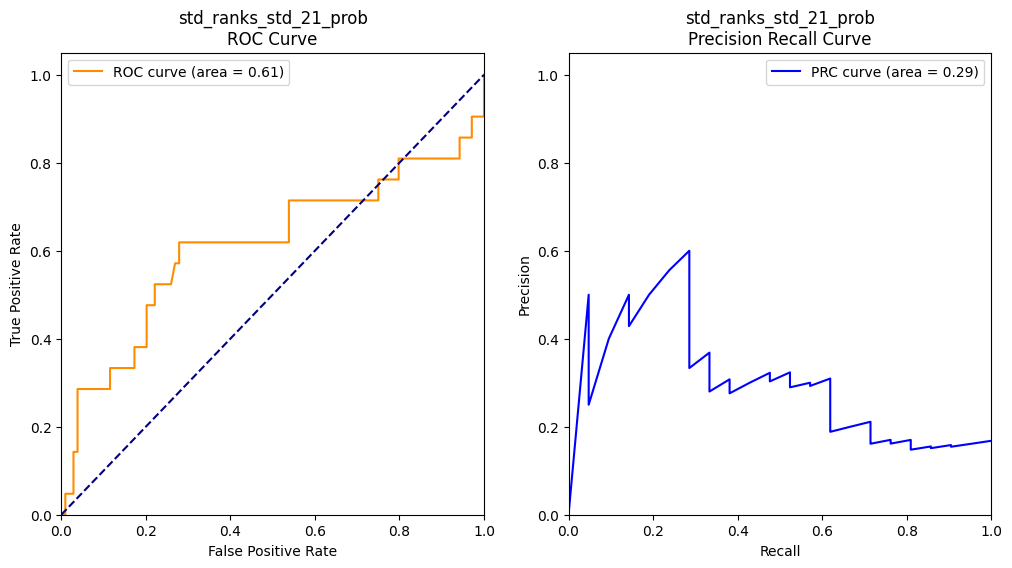 std_ranks_std_21_prob
ROC Curve
ROC curve (area = 0.61)
True Positive Rate
1.0
0.8
0.6
0.4
0.2
0.0
0.0 0.2 0.4 0.6 0.8 1.0
False Positive Rate
std_ranks_std_21_prob
Precision Recall Curve
PRC curve (area = 0.29)
Precision
1.0
0.8
0.6
0.4
0.2
0.0
0.0 0.2 0.4 0.6 0.8 1.0
Recall